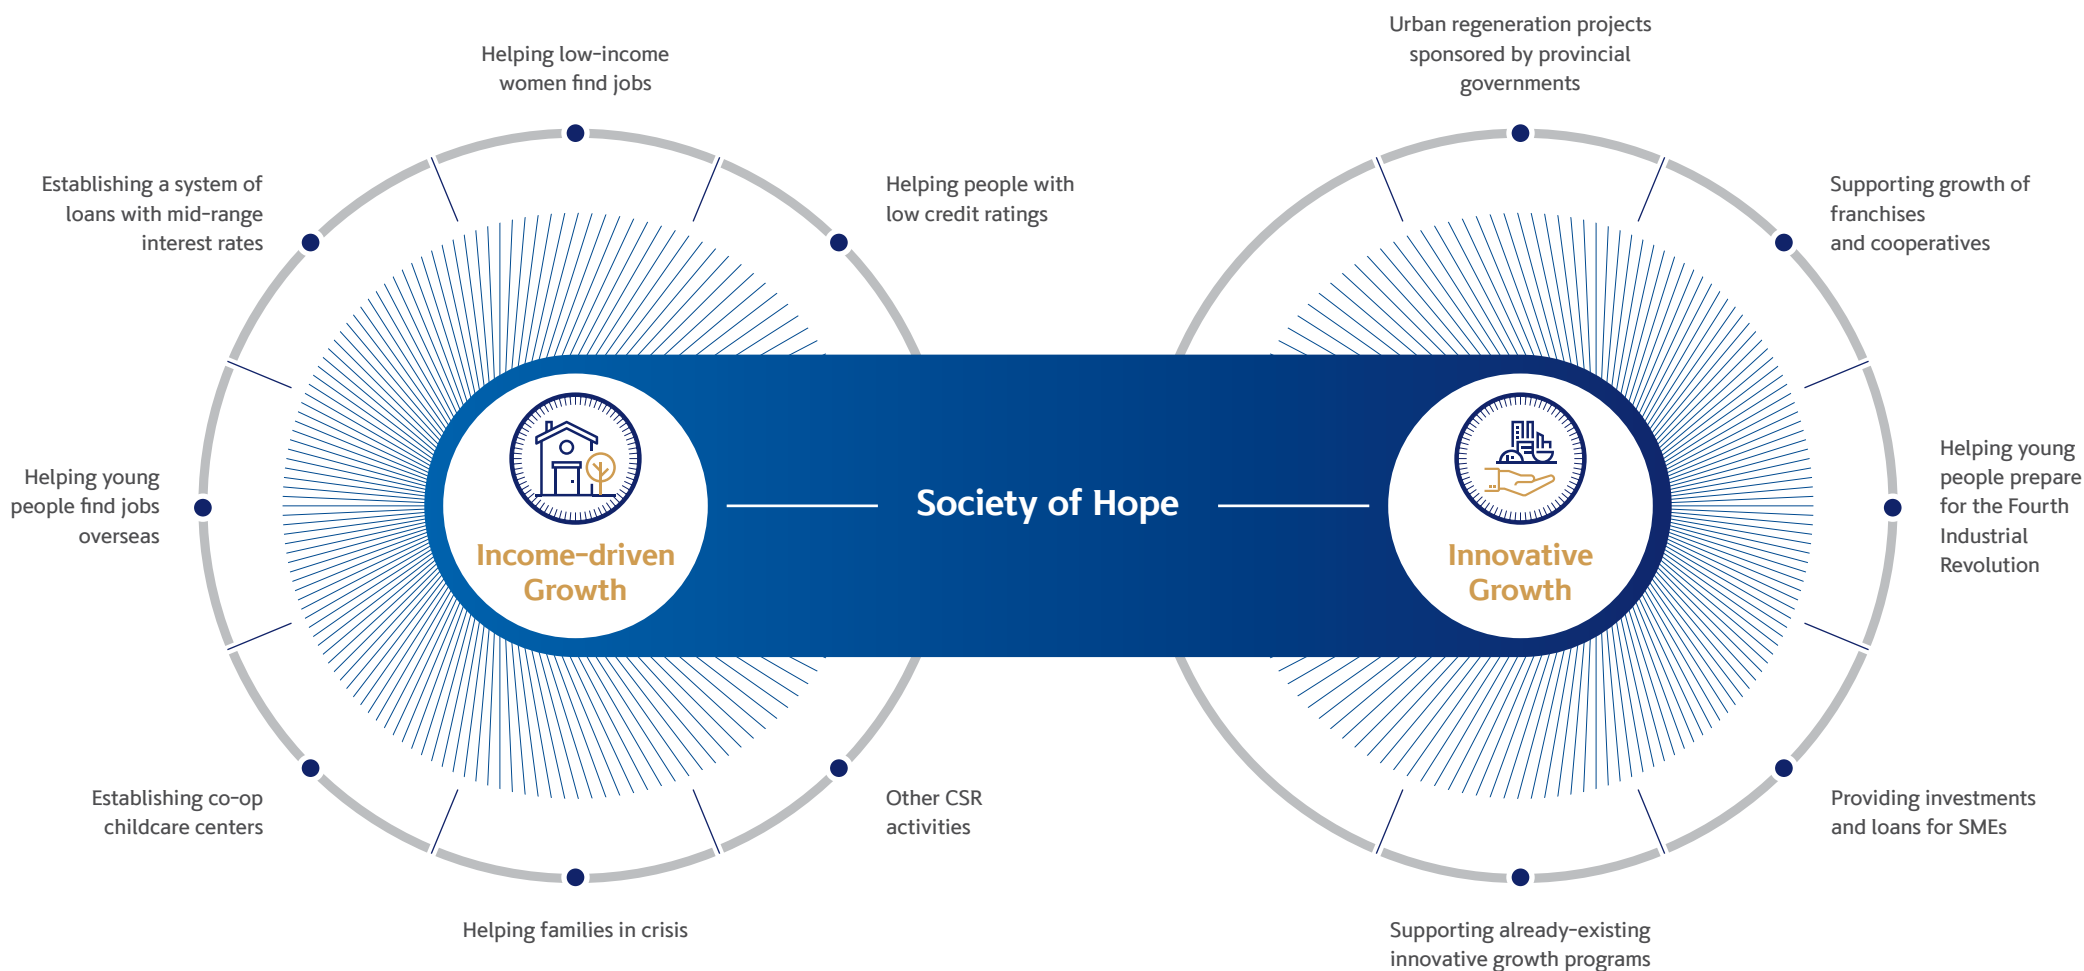 Helping low-income
women find jobs
Helping people with
low credit ratings
Establishing a system of
loans with mid-range
interest rates
Helping young
people find jobs
overseas
Establishing co-op
childcare centers
Helping families in crisis
Other CSR
activities
Income-driven
Growth
Society of Hope
Innovative
Growth
Urban regeneration projects
sponsored by provincial
governments
Supporting growth of
franchises
and cooperatives
Helping young
people prepare
for the Fourth
Industrial
Revolution
Providing investments
and loans for SMEs
Supporting already-existing
innovative growth programs